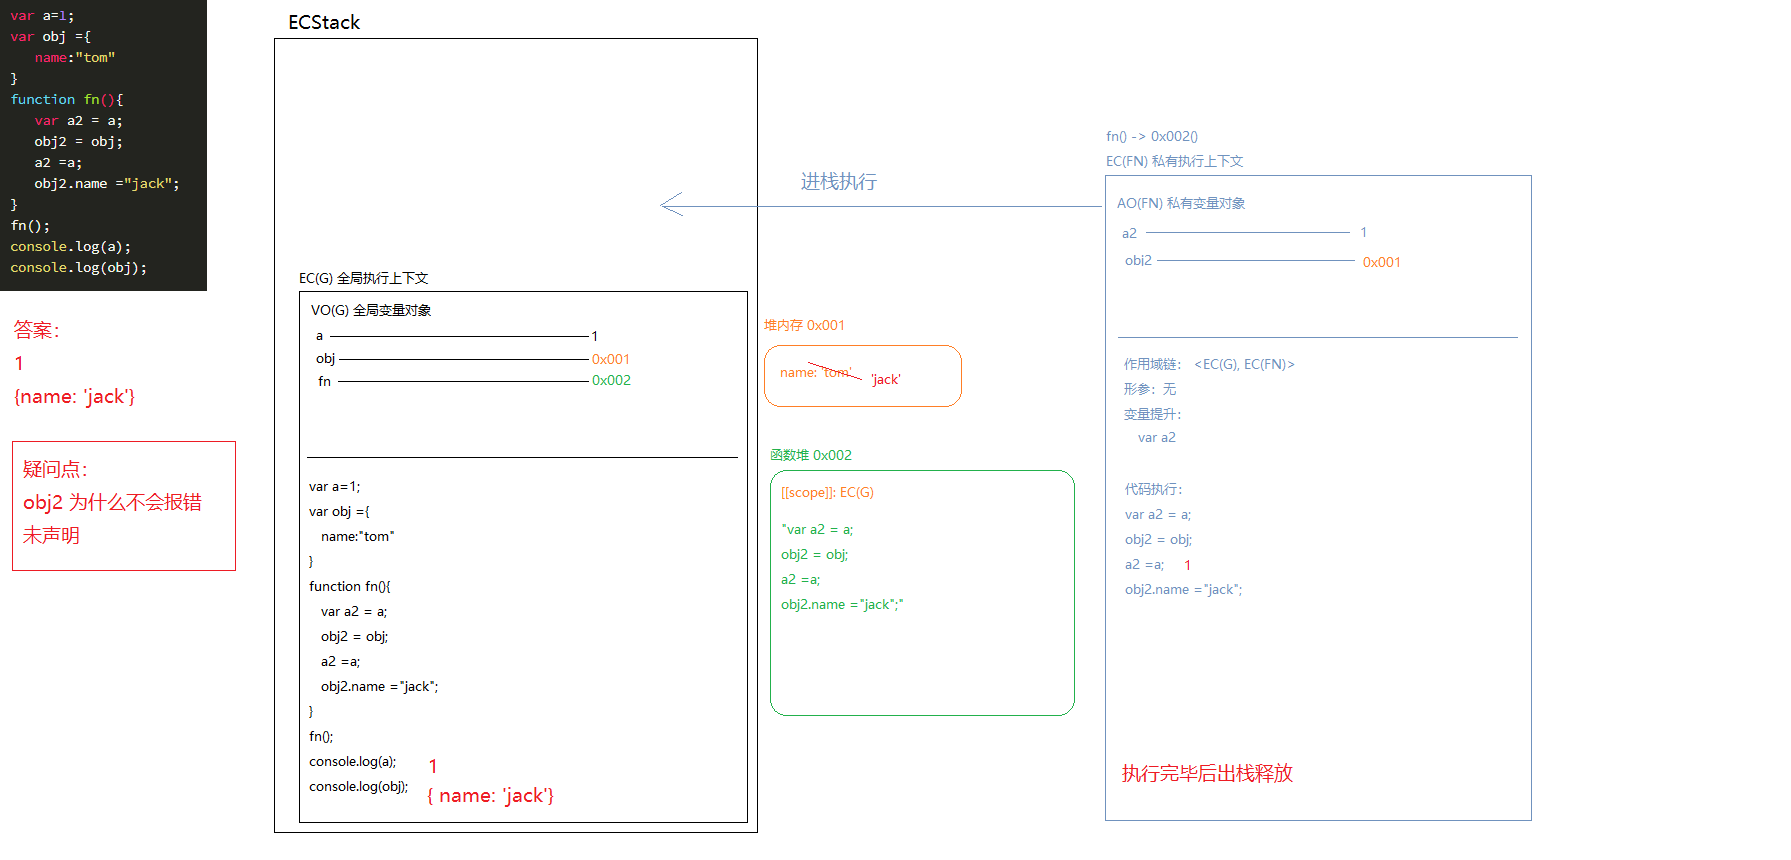 var a=1;
var obj ={
name:"tom"
}
function fn(){
var a2 = a;
obj2 = obj;
a2 =a;
obj2.name ="jack";
}
fn();
console.log(a);
console.log(obj);
答案：
1
{name: 'jack'}
疑问点：
obj2 为什么不会报错
未声明
ECStack
EC(G) 全局执行上下文
VO(G) 全局变量对象
a 1
obj 0x001
fn 0x002
var a=1;
var obj ={
name:"tom"
}
function fn(){
var a2 = a;
obj2 = obj;
a2 =a;
obj2.name ="jack";
}
fn();
console.log(a); 1
console.log(obj); { name: 'jack'}
堆内存 0x001
name: 'tom' 'jack'
函数堆 0x002
[[scope]]: EC(G)
"var a2 = a;
obj2 = obj;
a2 =a;
obj2.name ="jack";"
进栈执行
fn() -> 0x002()
EC(FN) 私有执行上下文
AO(FN) 私有变量对象
a2 1
obj2 0x001
作用域链： <EC(G), EC(FN)>
形参：无
变量提升：
var a2
代码执行：
var a2 = a;
obj2 = obj;
a2 =a; 1
obj2.name ="jack";
执行完毕后出栈释放